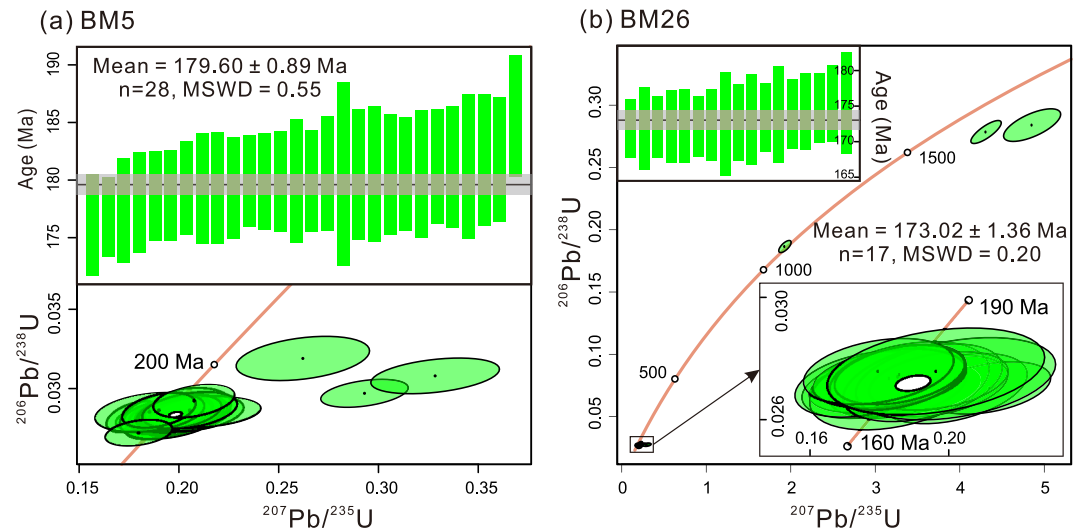 (a) BM5
Mean = 179.60 ± 0.89 Ma
n=28, MSWD = 0.55
Age (Ma)
190
185
180
175
²⁰⁶Pb/²³⁸U
0.035
0.030
200 Ma
0.15
0.20
0.25
0.30
0.35
²⁰⁷Pb/²³⁵U
(b) BM26
Age (Ma)
180
175
170
165
²⁰⁶Pb/²³⁸U
0.30
0.25
0.20
0.15
0.10
0.05
1500
1000
500
Mean = 173.02 ± 1.36 Ma
n=17, MSWD = 0.20
0.030
0.026
190 Ma
160 Ma
0.16
0.20
0
1
2
3
4
5
²⁰⁷Pb/²³⁵U